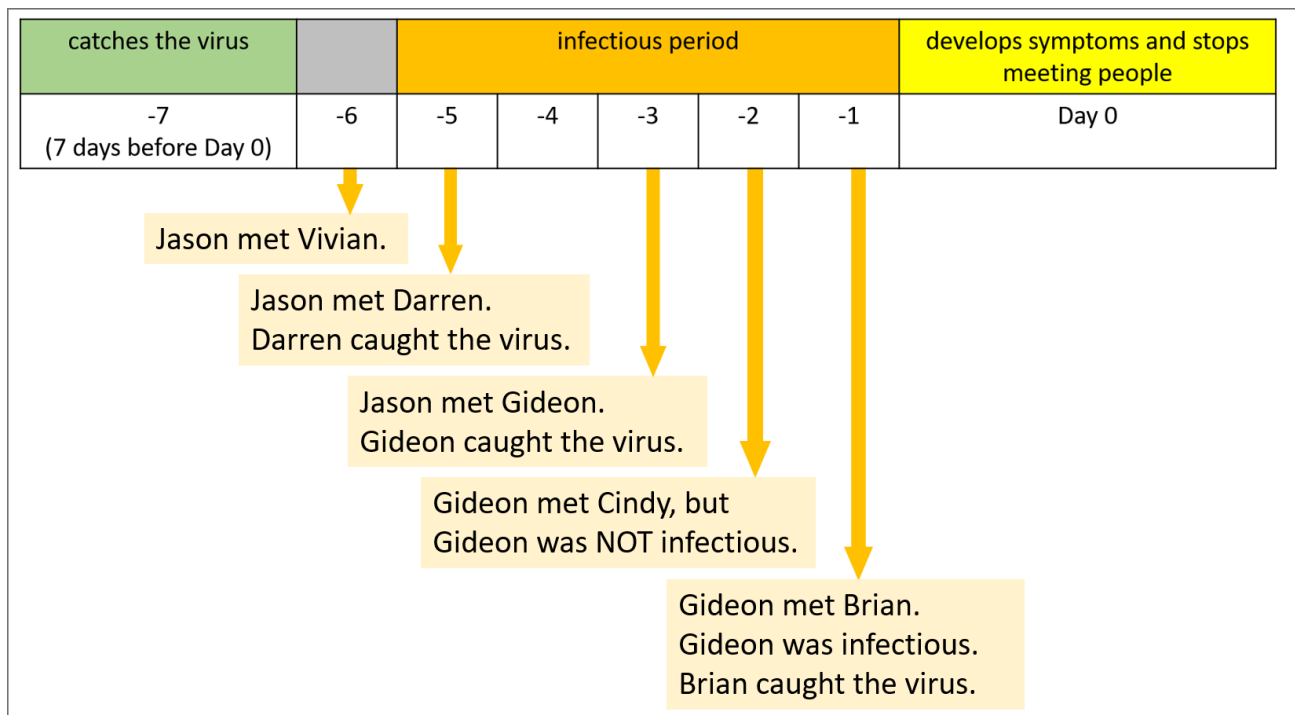 catches the virus
infectious period
develops symptoms and stops
meeting people
-7
(7 days before Day 0)
-6
-5
-4
-3
-2
-1
Day 0
Jason met Vivian.
Jason met Darren.
Darren caught the virus.
Jason met Gideon.
Gideon caught the virus.
Gideon met Cindy, but
Gideon was NOT infectious.
Gideon met Brian.
Gideon was infectious.
Brian caught the virus.